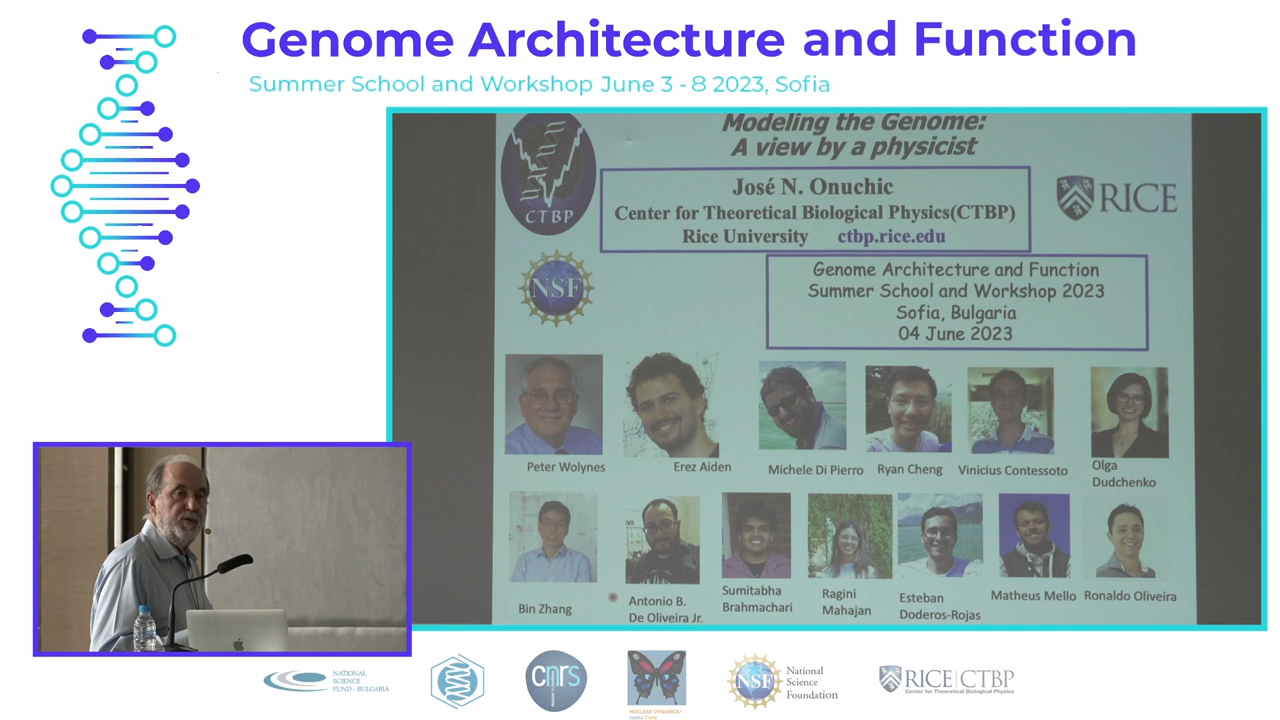 Genome Architecture and Function
Summer School and Workshop June 3 - 8 2023, Sofia
Modeling the Genome:
A view by a physicist
CTBP
José N. Onuchic
Center for Theoretical Biological Physics(CTBP)
Rice University ctbp.rice.edu
RICE
NSF
Genome Architecture and Function
Summer School and Workshop 2023
Sofia, Bulgaria
04 June 2023
Peter Wolynes
Erez Aiden
Michele Di Pierro
Ryan Cheng
Vinicius Contessoto
Olga
Dudchenko
Bin Zhang
Antonio B.
De Oliveira Jr.
Sumitabha
Brahmachari
Ragini
Mahajan
Esteban
Doderos-Rojas
Matheus Mello
Ronaldo Oliveira
NATIONAL
SCIENCE
FUND - BULGARIA
cnrs
NUCLEAR DYNAMICS/
Institut Curie
NSF
National
Science
Foundation
RICE | CTBP
Center for Theoretical Biological Physics